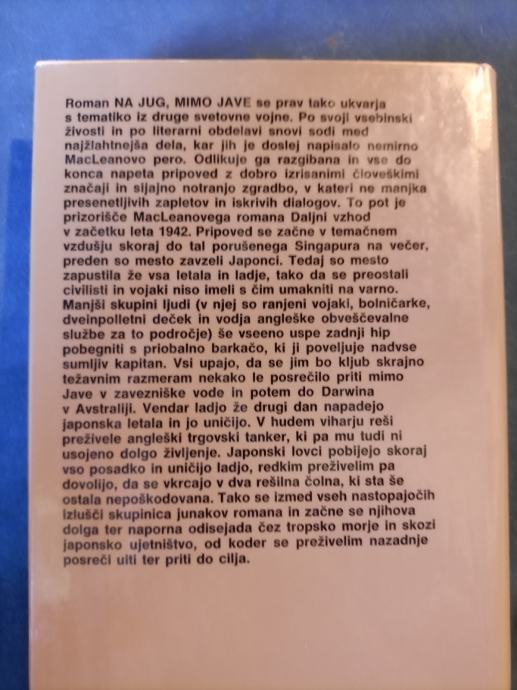 Roman NA JUG, MIMO JAVE se prav tako ukvarja
s tematiko iz druge svetovne vojne. Po svoji vsebinski
živosti in po literarni obdelavi snovi sodi med
najžlahtnejša dela, kar jih je doslej napisalo nemirno
MacLeanovo pero. Odlikuje ga razgibana in vse do
konca napeta pripoved z dobro izrisanimi človeškimi
značaji in sijajno notranjo zgradbo, v kateri ne manjka
presenetljivih zapletov in iskrivih dialogov. To pot je
prizorišče MacLeanovega romana Daljni vzhod
v začetku leta 1942. Pripoved se začne v temačnem
vzdušju skoraj do tal porušenega Singapura na večer,
preden so mesto zavzeli Japonci. Tedaj so mesto
zapustila že vsa letala in ladje, tako da se preostali
civilisti in vojaki niso imeli s čim umakniti na varno.
Manjši skupini ljudi (v njej so ranjeni vojaki, bolničarke,
dveinpolletni deček in vodja angleške obveščevalne
službe za to področje) še vseeno uspe zadnji hip
pobegniti s priobalno barkačo, ki ji poveljuje nadvse
sumljiv kapitan. Vsi upajo, da se jim bo kljub skrajno
težavnim razmeram nekako le posrečilo priti mimo
Jave v zavezniške vode in potem do Darwina
v Avstraliji. Vendar ladjo že drugi dan napadejo
japonska letala in jo uničijo. V hudem viharju reši
preživele angleški trgovski tanker, ki pa mu tudi ni
usojeno dolgo življenje. Japonski lovci pobijejo skoraj
vso posadko in uničijo ladjo, redkim preživelim pa
dovolijo, da se vkrcajo v dva rešilna čolna, ki sta še
ostala nepoškodovana. Tako se izmed vseh nastopajočih
izlušči skupinica junakov romana in začne se njihova
dolga ter naporna odisejada čez tropsko morje in skozi
japonsko ujetništvo, od koder se preživelim nazadnje
posreči uiti ter priti do cilja.